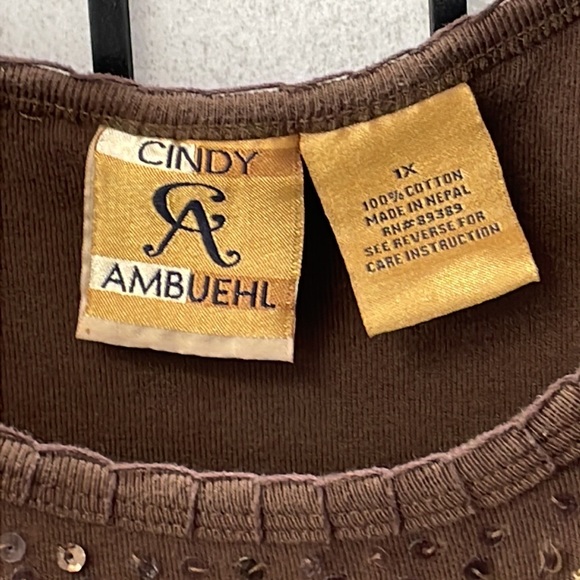 CINDY
CA
AMBUEHL
1X
100% COTTON
MADE IN NEPAL
RN# 89389
SEE REVERSE FOR
CARE INSTRUCTION